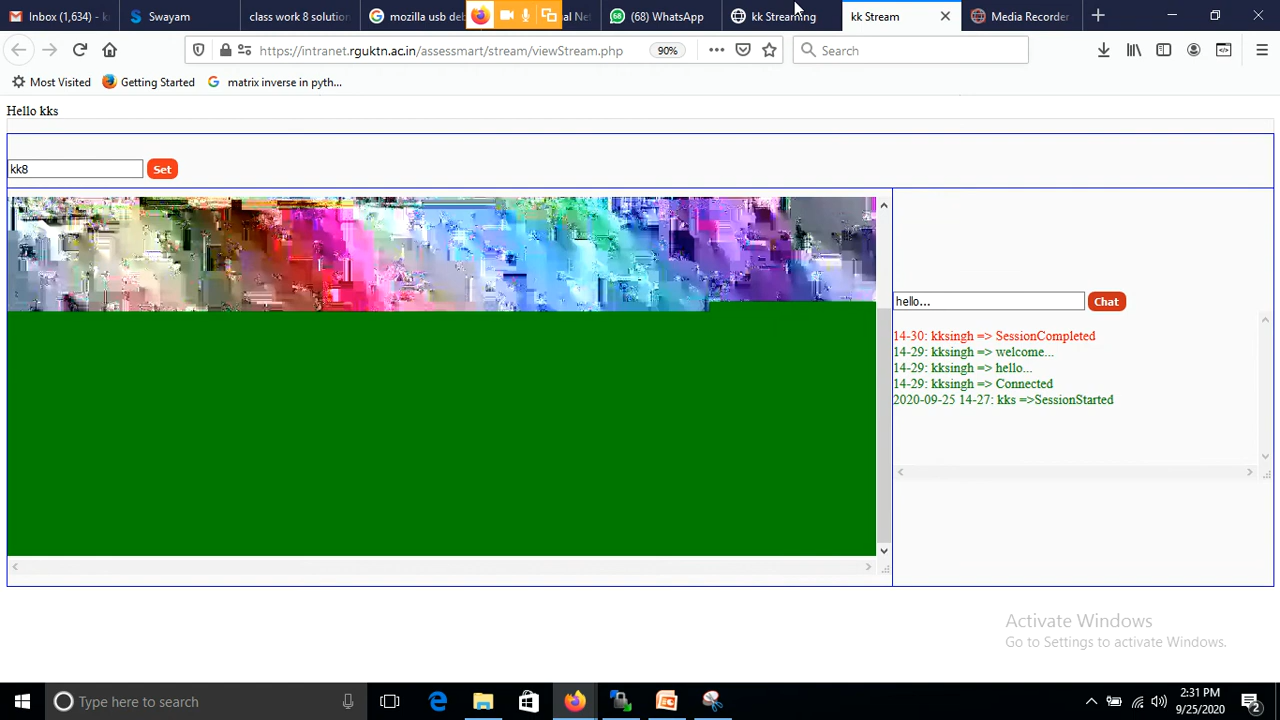 Inbox (1,634) - k
Swayam
class work 8 solution
mozilla usb deb
al Net
(68) WhatsApp
kk Streaming
kk Stream
Media Recorder
https://intranet.rguktn.ac.in/assessmart/stream/viewStream.php
90%
Search
Most Visited
Getting Started
matrix inverse in pyth...
Hello kks
kk8
Set
hello...
Chat
14-30: kksingh => SessionCompleted
14-29: kksingh => welcome...
14-29: kksingh => hello...
14-29: kksingh => Connected
2020-09-25 14-27: kks =>SessionStarted
Activate Windows
Go to Settings to activate Windows.
Type here to search
2:31 PM
9/25/2020
2